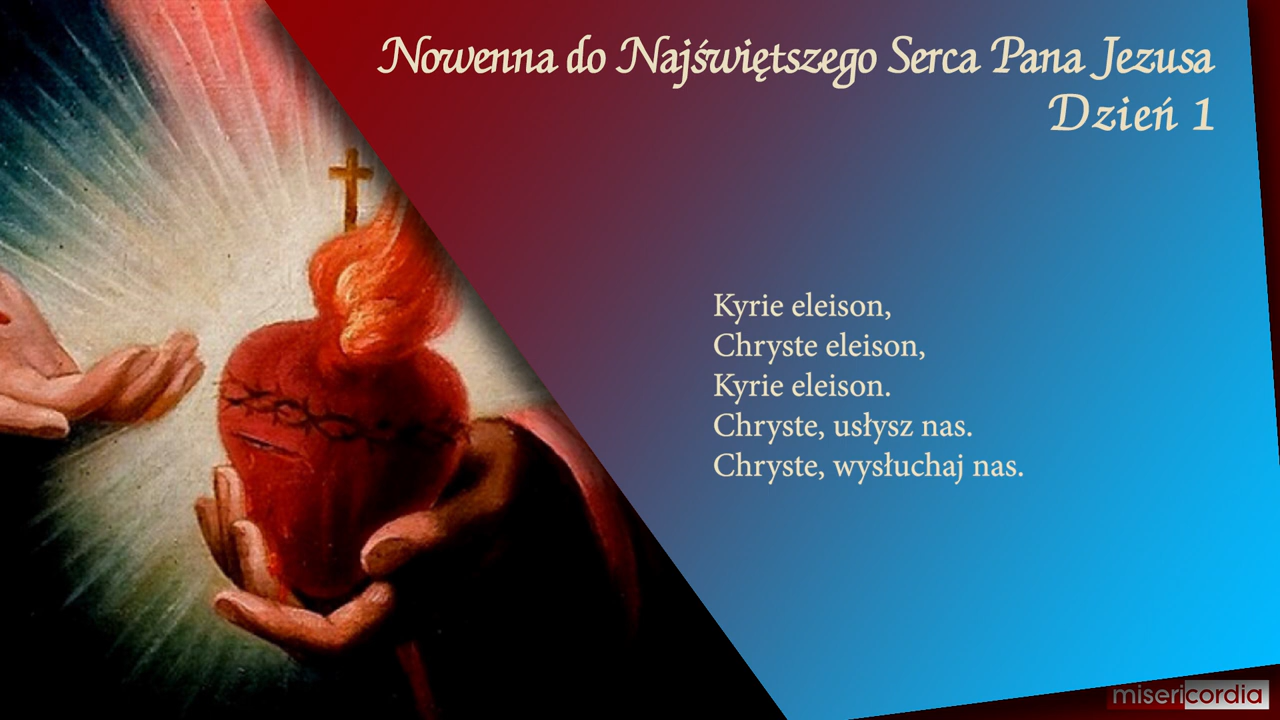 Nowenna do Najświętszego Serca Pana Jezusa
Dzień 1
Kyrie eleison,
Chryste eleison,
Kyrie eleison.
Chryste, usłysz nas.
Chryste, wysłuchaj nas.
misericordia